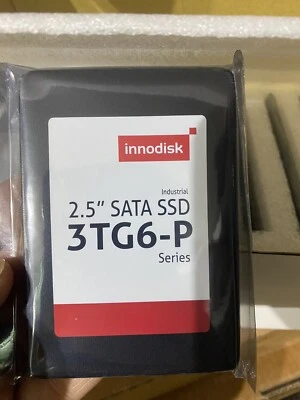 innodisk
Industrial
2.5" SATA SSD
3TG6-P
Series